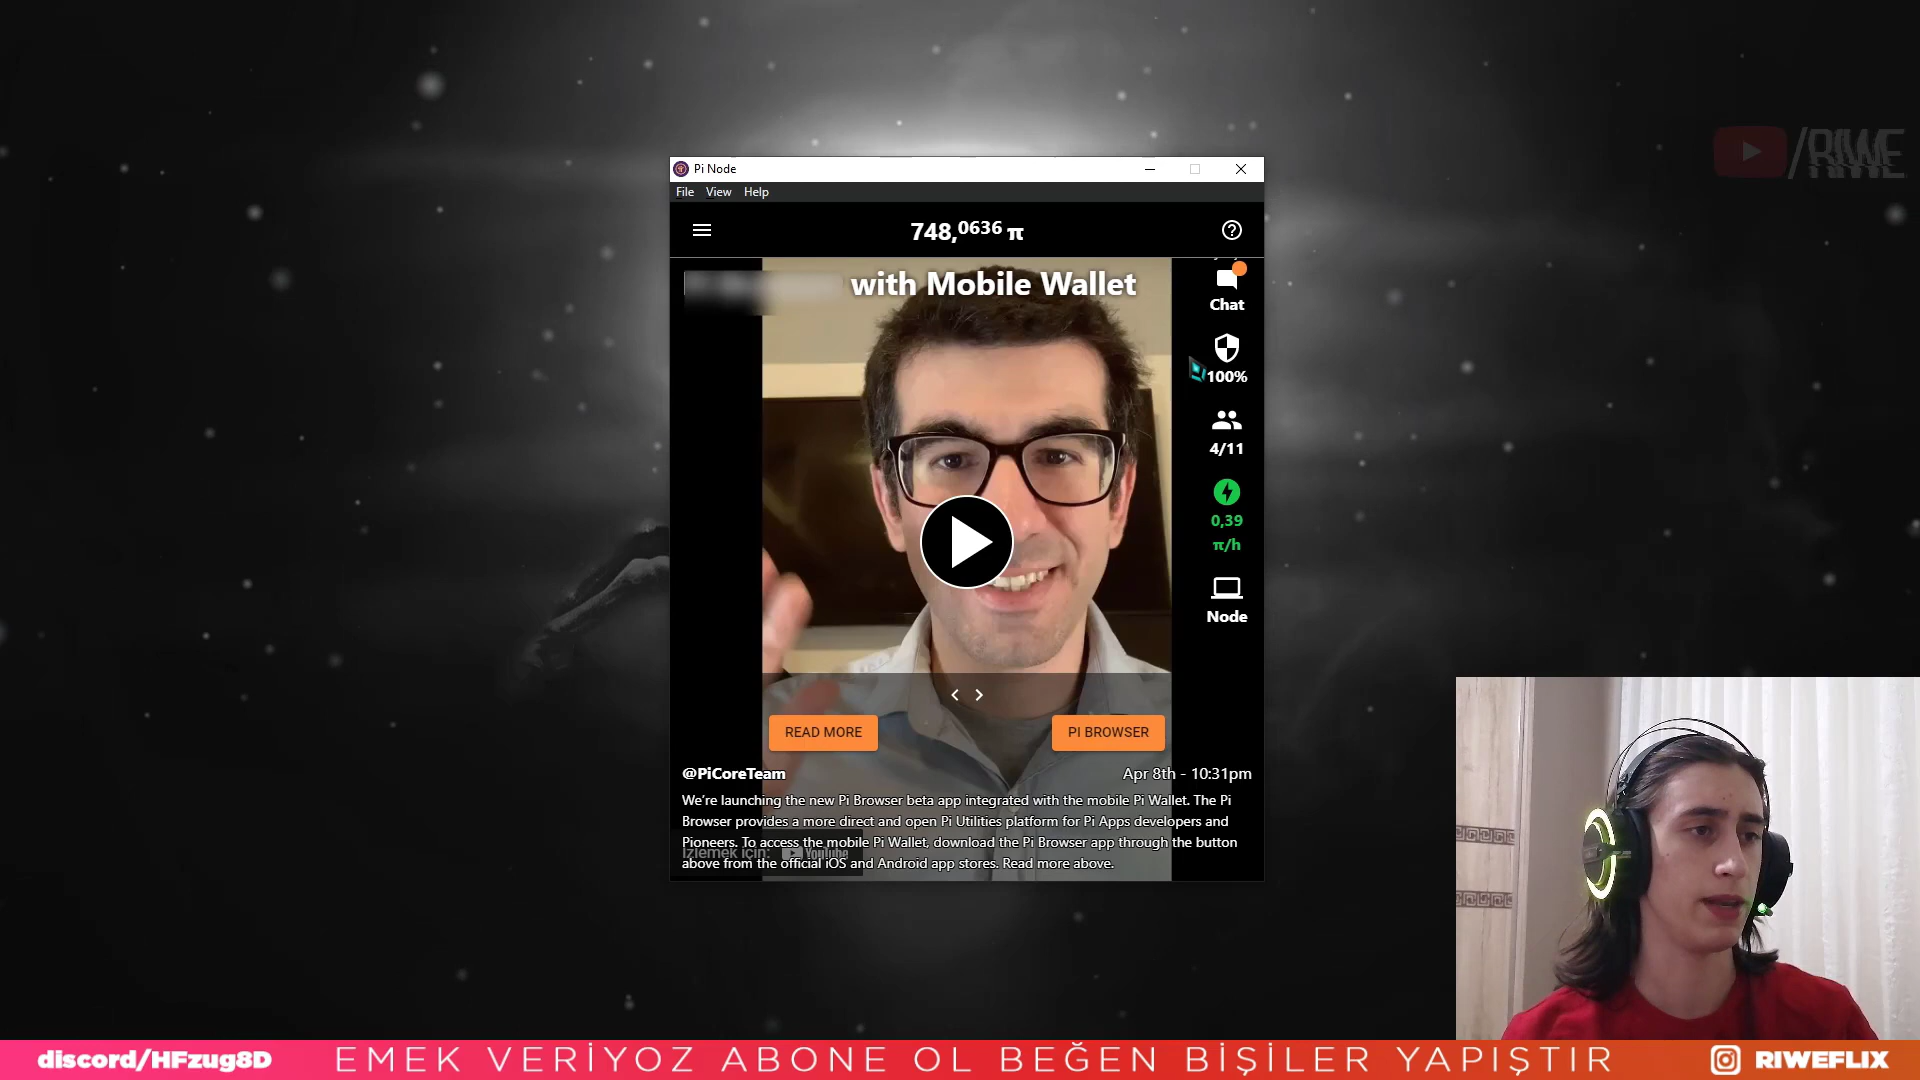 Pi Node
File View Help
748,0636 π
with Mobile Wallet
Chat
100%
4/11
0,39
π/h
Node
READ MORE
PI BROWSER
@PiCoreTeam
Apr 8th - 10:31pm
We're launching the new Pi Browser beta app integrated with the mobile Pi Wallet. The Pi
Browser provides a more direct and open Pi Utilities platform for Pi Apps developers and
Pioneers. To access the mobile Pi Wallet, download the Pi Browser app through the button
above from the official iOS and Android app stores. Read more above.
İzlemek için: YouTube
/RIWE
discord/HFzug8D
EMEK VERİYOZ ABONE OL BEĞEN BİŞİLER YAPIŞTIR
RIWEFLIX